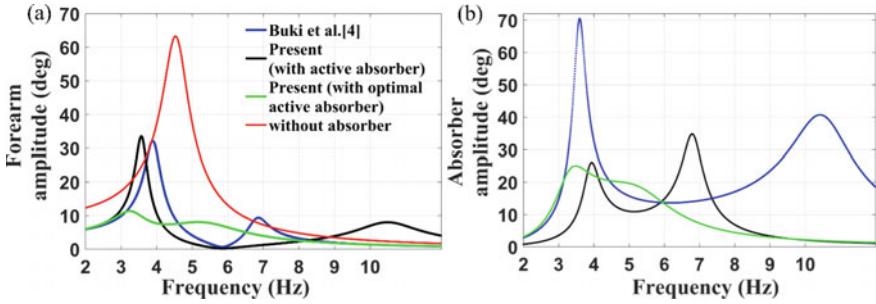 (a)
70
60
50
40
30
20
10
0
Forearm
amplitude (deg)
2 3 4 5 6 7 8 9 10
Frequency (Hz)
Buki et al.[4]
Present
(with active absorber)
Present (with optimal
active absorber)
without absorber
(b)
70
60
50
40
30
20
10
0
Absorber
amplitude (deg)
2 3 4 5 6 7 8 9 10
Frequency (Hz)